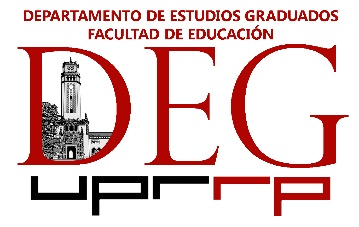 DEPARTAMENTO DE ESTUDIOS GRADUADOS
FACULTAD DE EDUCACIÓN
DEG
uprrp